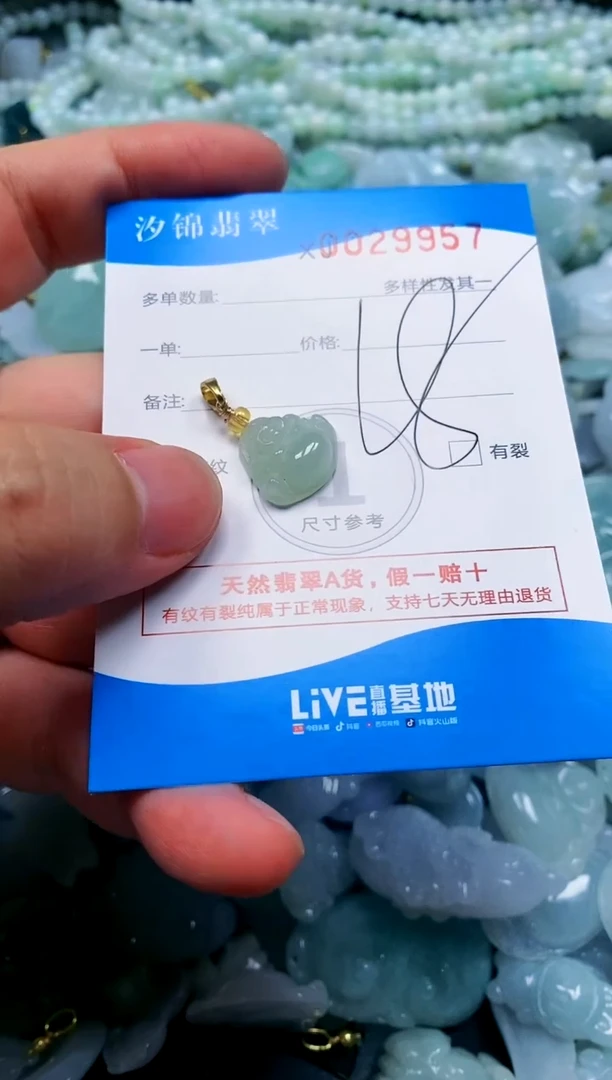 汐锦翡翠
x0029957
多单数量:
多样性及其一
一单:
价格:
备注:
18
纹
有裂
1
尺寸参考
天然翡翠A货，假一赔十
有纹有裂纯属于正常现象，支持七天无理由退货
LiVE直播基地
今日头条 抖音 西瓜视频 抖音火山版